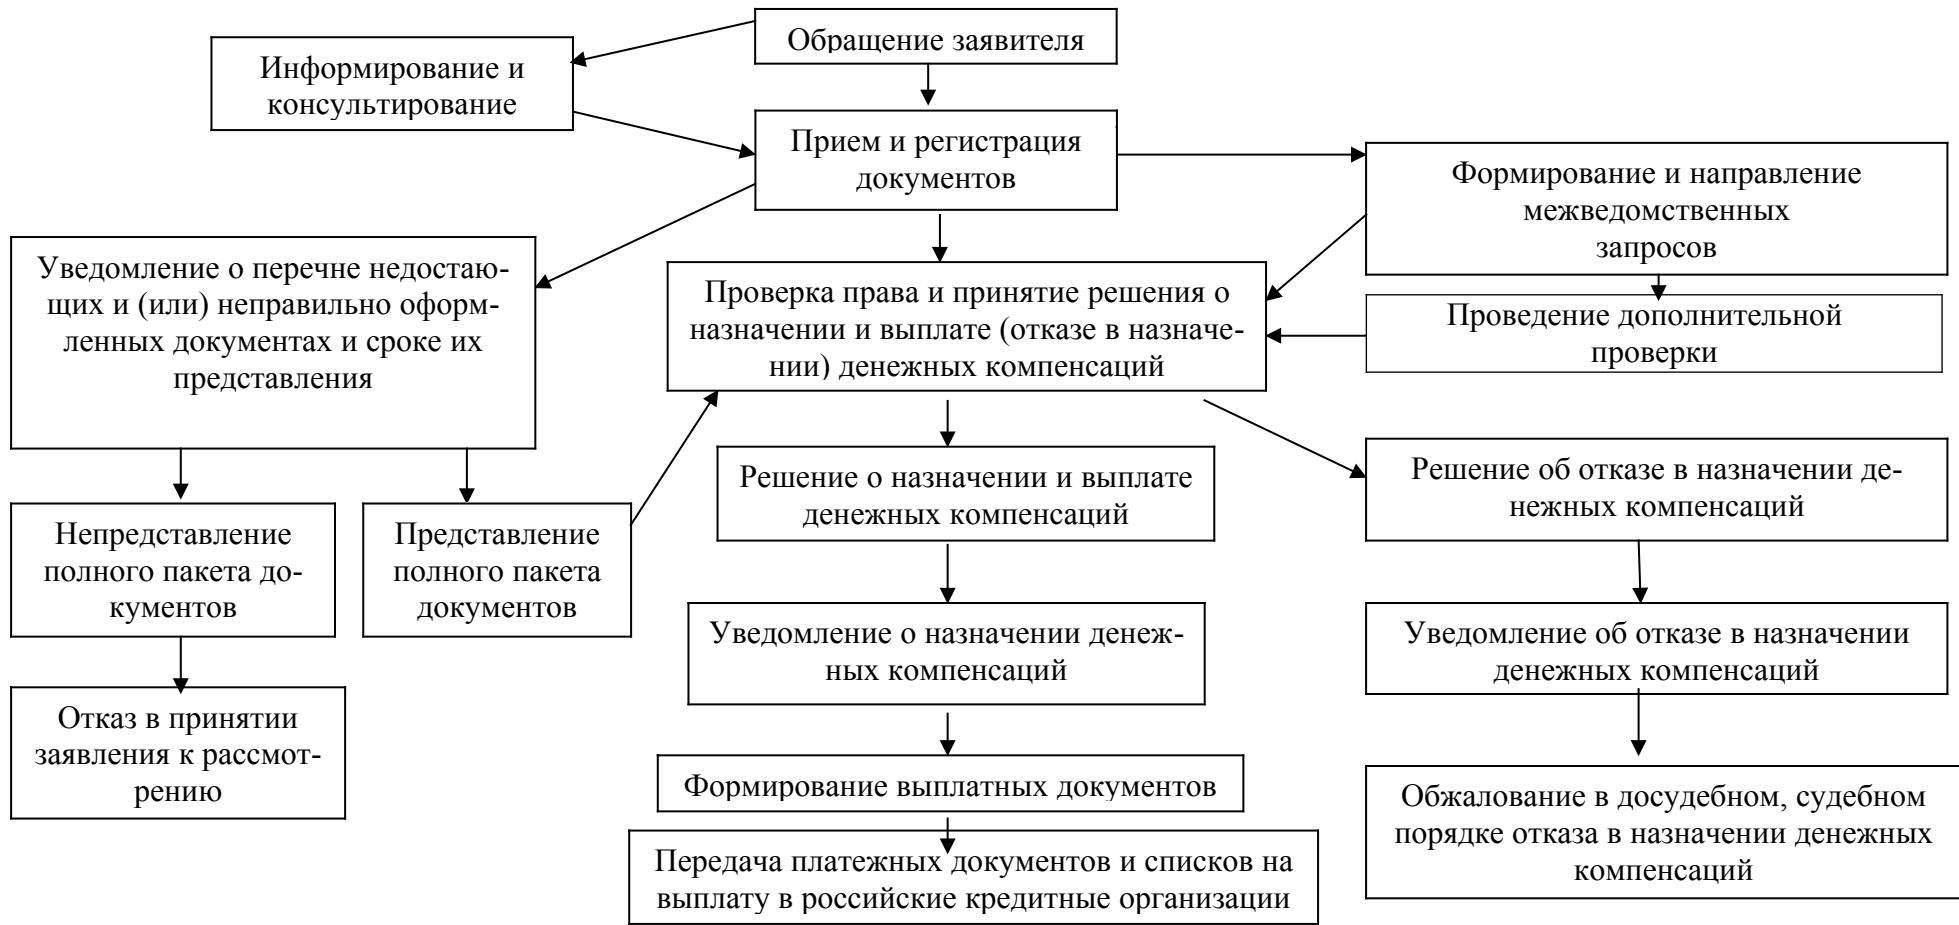 Обращение заявителя
Информирование и
консультирование
Прием и регистрация
документов
Формирование и направление
межведомственных
запросов
Уведомление о перечне недостаю-
щих и (или) неправильно оформ-
ленных документах и сроке их
представления
Проверка права и принятие решения о
назначении и выплате (отказе в назначе-
нии) денежных компенсаций
Проведение дополнительной
проверки
Решение о назначении и выплате
денежных компенсаций
Решение об отказе в назначении де-
нежных компенсаций
Непредставление
полного пакета до-
кументов
Представление
полного пакета
документов
Уведомление о назначении денеж-
ных компенсаций
Уведомление об отказе в назначении
денежных компенсаций
Отказ в принятии
заявления к рассмот-
рению
Формирование выплатных документов
Обжалование в досудебном, судебном
порядке отказа в назначении денежных
компенсаций
Передача платежных документов и списков на
выплату в российские кредитные организации